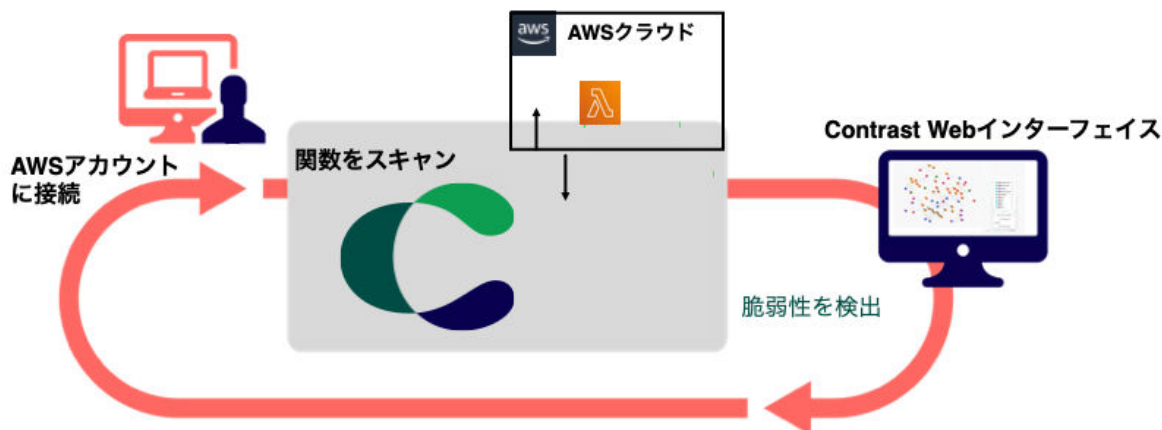 aws
AWSクラウド
Contrast Webインターフェイス
関数をスキャン
AWSアカウント
に接続
脆弱性を検出